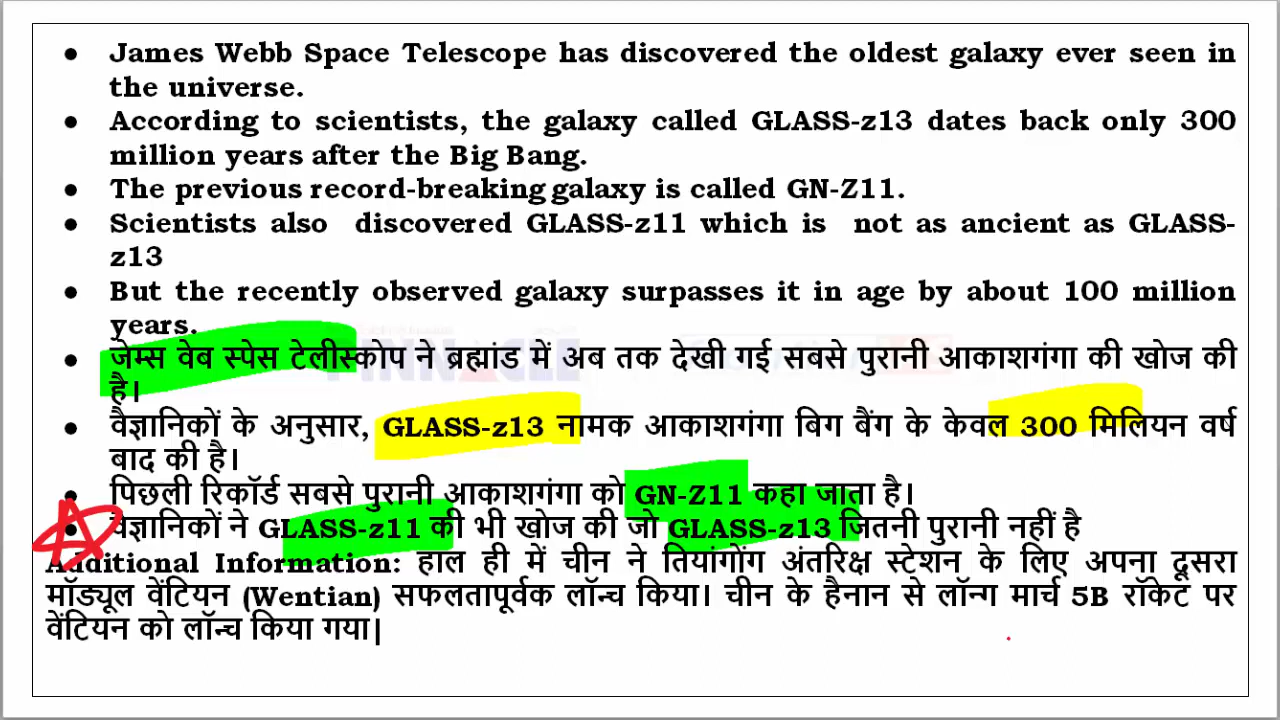 ● James Webb Space Telescope has discovered the oldest galaxy ever seen in
the universe.
● According to scientists, the galaxy called GLASS-z13 dates back only 300
million years after the Big Bang.
● The previous record-breaking galaxy is called GN-Z11.
● Scientists also discovered GLASS-z11 which is not as ancient as GLASS-
z13
● But the recently observed galaxy surpasses it in age by about 100 million
years.
● जेम्स वेब स्पेस टेलीस्कोप ने ब्रह्मांड में अब तक देखी गई सबसे पुरानी आकाशगंगा की खोज की
है।
● वैज्ञानिकों के अनुसार, GLASS-z13 नामक आकाशगंगा बिग बैंग के केवल 300 मिलियन वर्ष
बाद की है।
● पिछली रिकॉर्ड सबसे पुरानी आकाशगंगा को GN-Z11 कहा जाता है।
● वैज्ञानिकों ने GLASS-z11 की भी खोज की जो GLASS-z13 जितनी पुरानी नहीं है
Additional Information: हाल ही में चीन ने तियांगोंग अंतरिक्ष स्टेशन के लिए अपना दूसरा
मॉड्यूल वेंटियन (Wentian) सफलतापूर्वक लॉन्च किया। चीन के हैनान से लॉन्ग मार्च 5B रॉकेट पर
वेंटियन को लॉन्च किया गया|